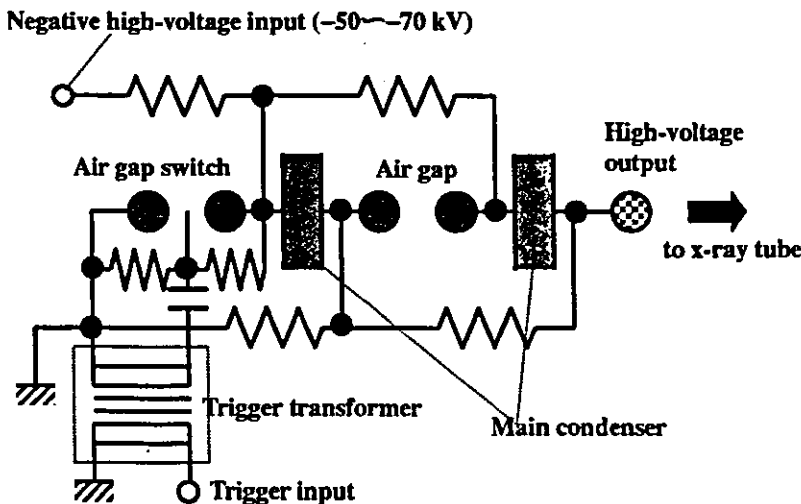 Negative high-voltage input (−50~−70 kV)
High-voltage
output
Air gap switch
Air gap
to x-ray tube
Trigger transformer
Main condenser
Trigger input